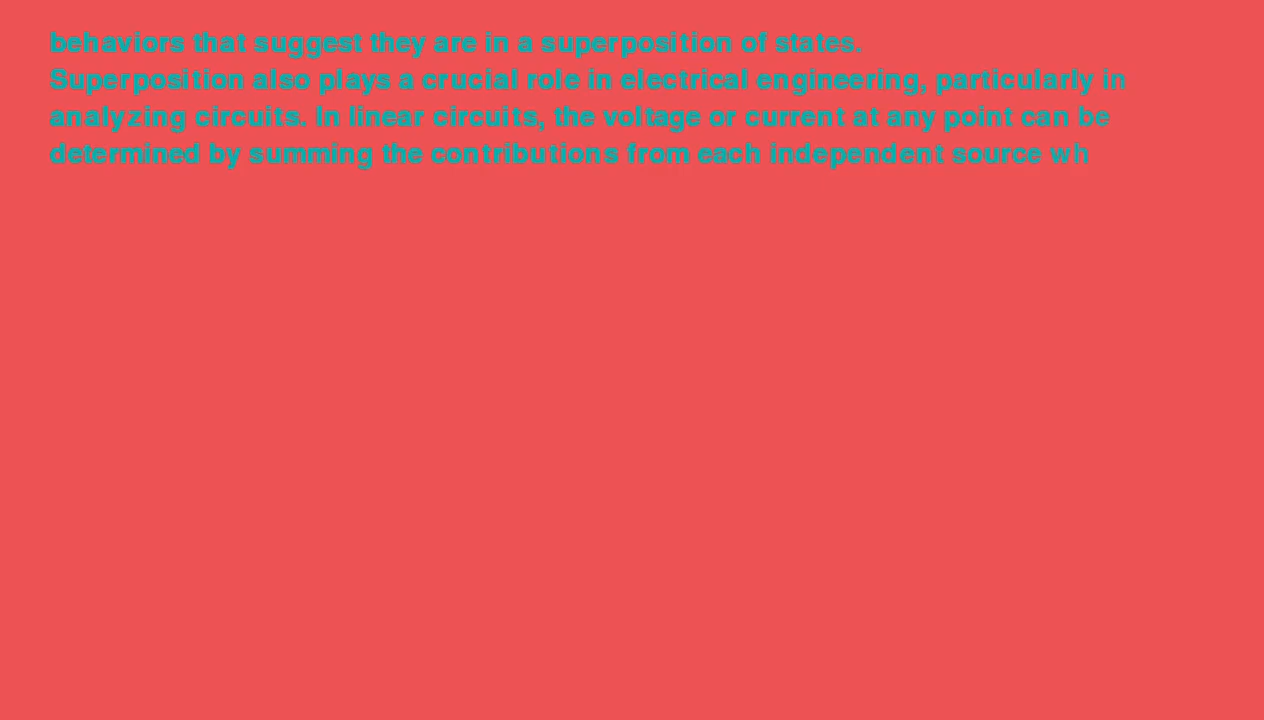 behaviors that suggest they are in a superposition of states.
Superposition also plays a crucial role in electrical engineering, particularly in
analyzing circuits. In linear circuits, the voltage or current at any point can be
determined by summing the contributions from each independent source wh